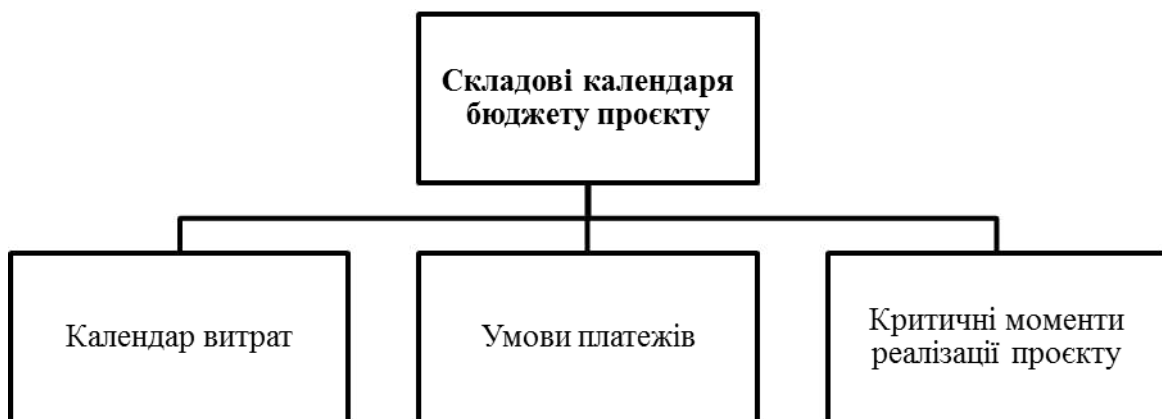 Складові календаря
бюджету проєкту
Календар витрат
Умови платежів
Критичні моменти
реалізації проєкту